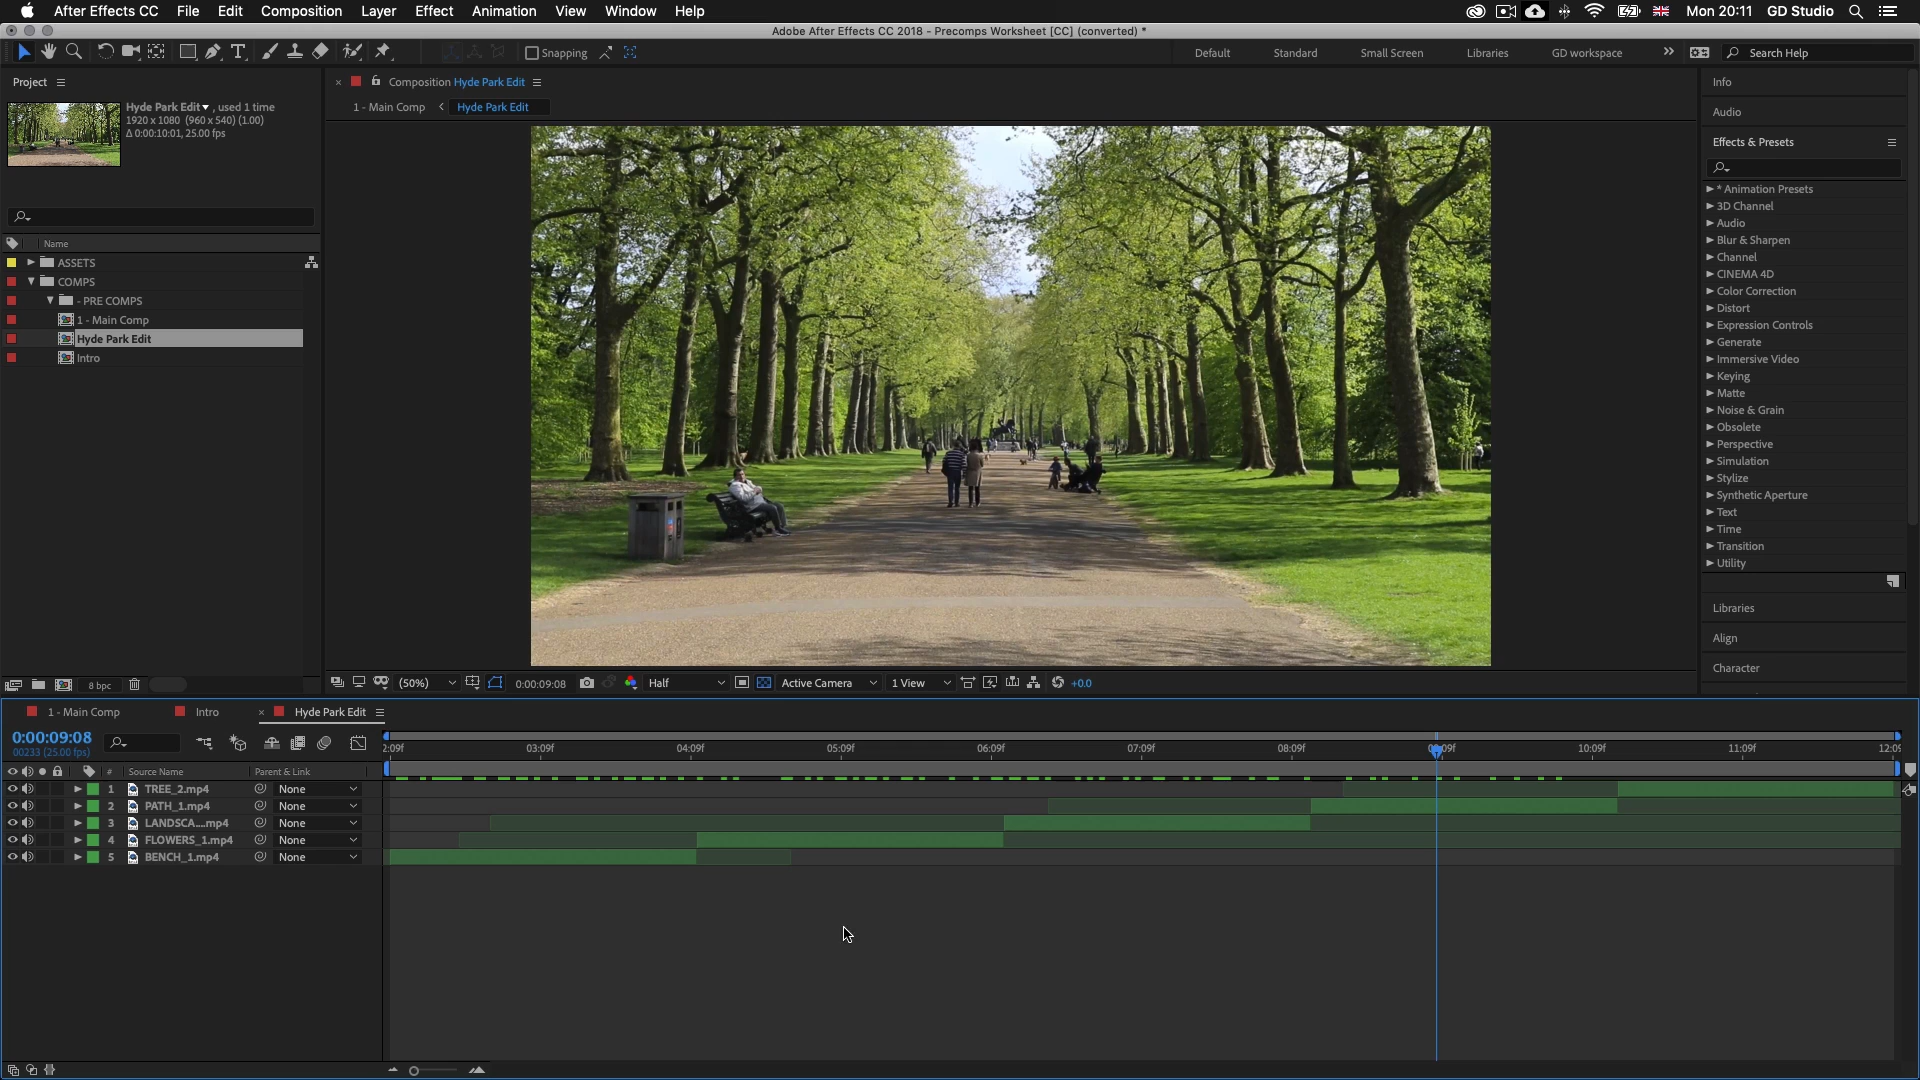 After Effects CC File Edit Composition Layer Effect Animation View Window Help Mon 20:11 GD Studio
Adobe After Effects CC 2018 - Precomps Worksheet [CC] (converted) *
Snapping Default Standard Small Screen Libraries GD workspace Search Help
Project
Hyde Park Edit , used 1 time
1920 x 1080 (960 x 540) (1.00)
Δ 0:00:10:01, 25.00 fps
Name
ASSETS
COMPS
- PRE COMPS
1 - Main Comp
Hyde Park Edit
Intro
8 bpc
Composition Hyde Park Edit
1 - Main Comp Hyde Park Edit
(50%) 0:00:09:08 Half Active Camera 1 View +0.0
Info
Audio
Effects & Presets
* Animation Presets
3D Channel
Audio
Blur & Sharpen
Channel
CINEMA 4D
Color Correction
Distort
Expression Controls
Generate
Immersive Video
Keying
Matte
Noise & Grain
Obsolete
Perspective
Simulation
Stylize
Synthetic Aperture
Text
Time
Transition
Utility
Libraries
Align
Character
1 - Main Comp Intro Hyde Park Edit
0:00:09:08
00233 (25.00 fps)
2:09f 03:09f 04:09f 05:09f 06:09f 07:09f 08:09f 09f 10:09f 11:09f 12:09
# Source Name Parent & Link
1 TREE_2.mp4 None
2 PATH_1.mp4 None
3 LANDSCA....mp4 None
4 FLOWERS_1.mp4 None
5 BENCH_1.mp4 None